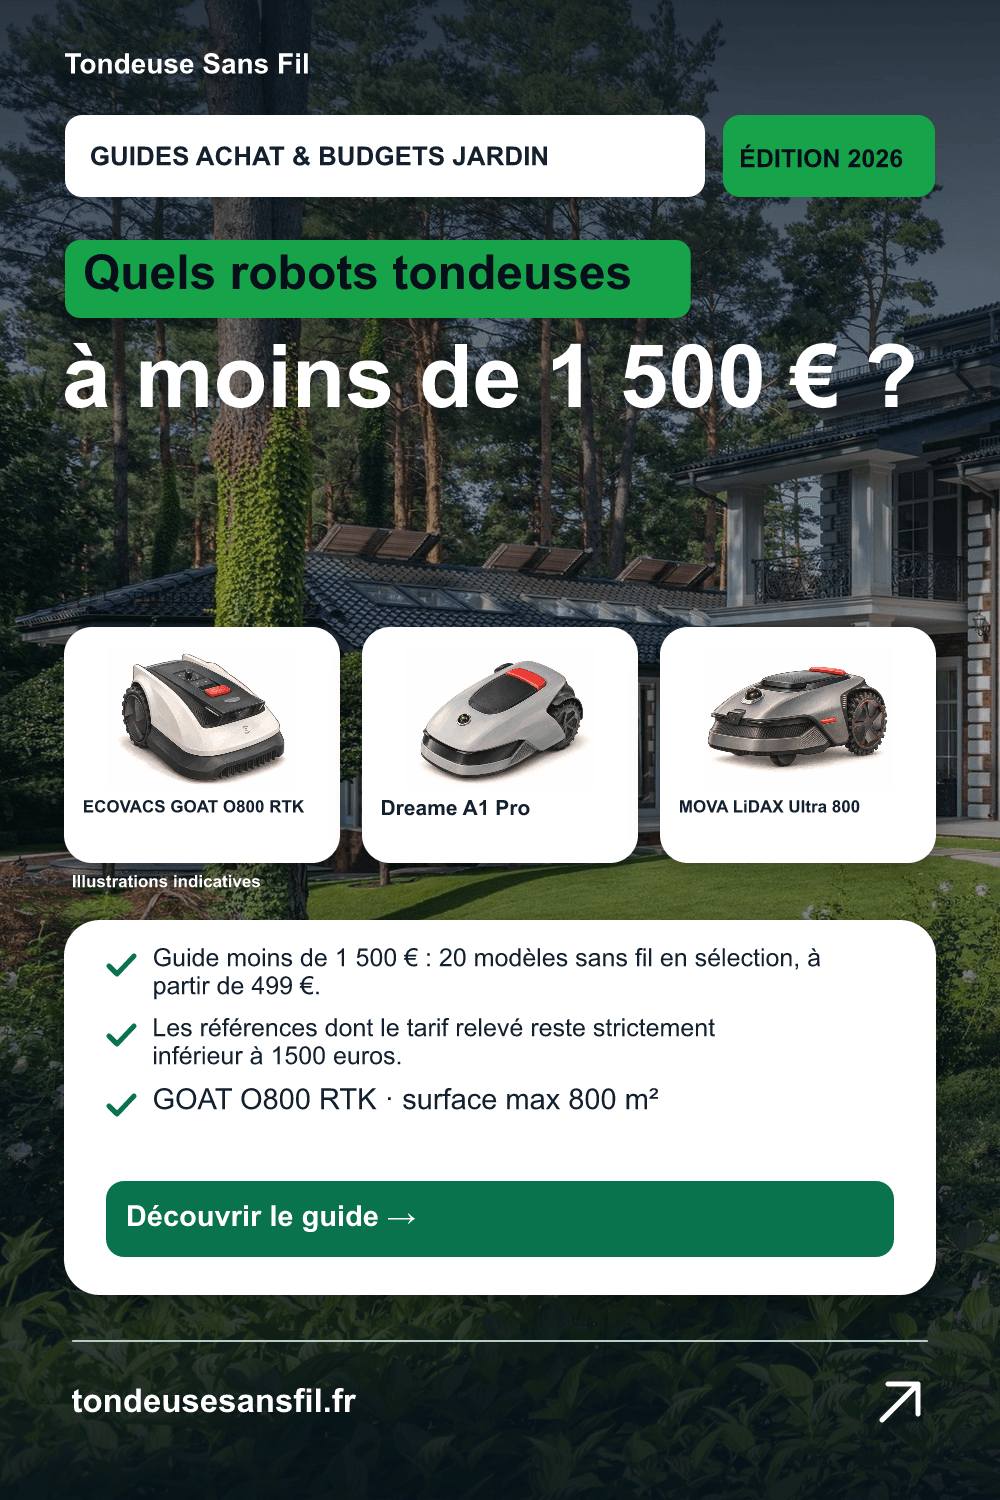 Tondeuse Sans Fil
GUIDES ACHAT & BUDGETS JARDIN
ÉDITION 2026
Quels robots tondeuses
à moins de 1 500 € ?
ECOVACS GOAT O800 RTK
Dreame A1 Pro
MOVA LiDAX Ultra 800
Illustrations indicatives
Guide moins de 1 500 € : 20 modèles sans fil en sélection, à
partir de 499 €.
Les références dont le tarif relevé reste strictement
inférieur à 1500 euros.
GOAT O800 RTK · surface max 800 m²
Découvrir le guide →
tondeusesansfil.fr